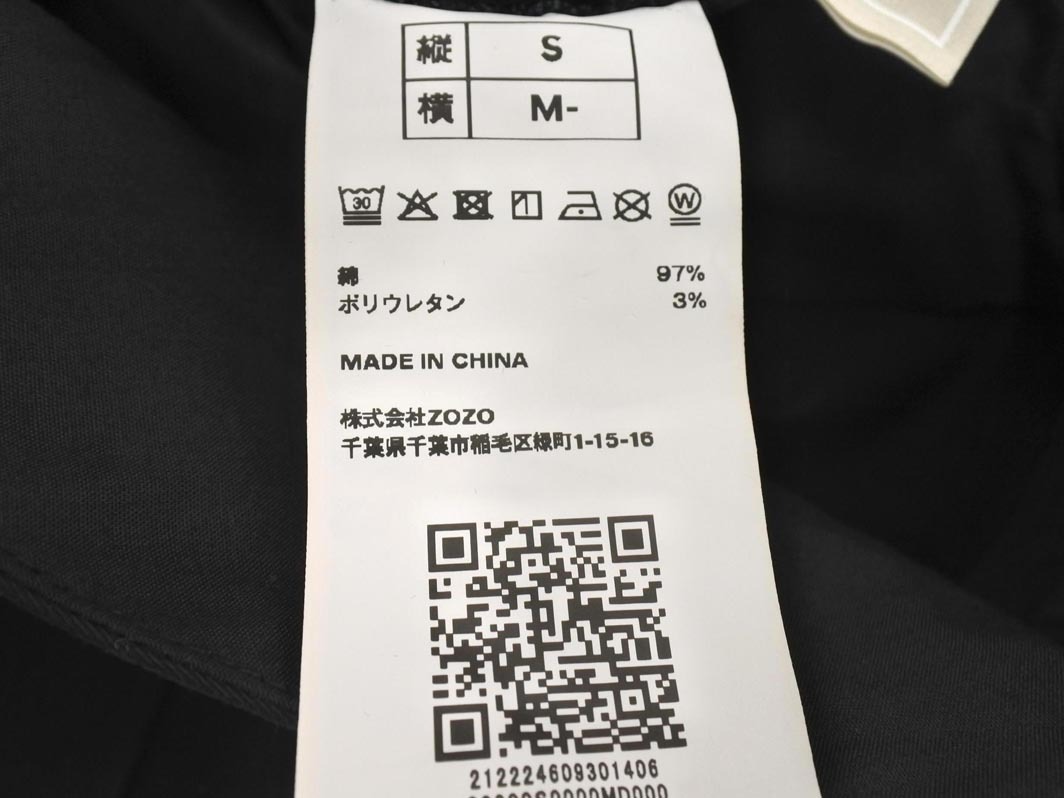 縦 S
横 M-
30 W
綿 97%
ポリウレタン 3%
MADE IN CHINA
株式会社ZOZO
千葉県千葉市稲毛区緑町1-15-16
212224609301406